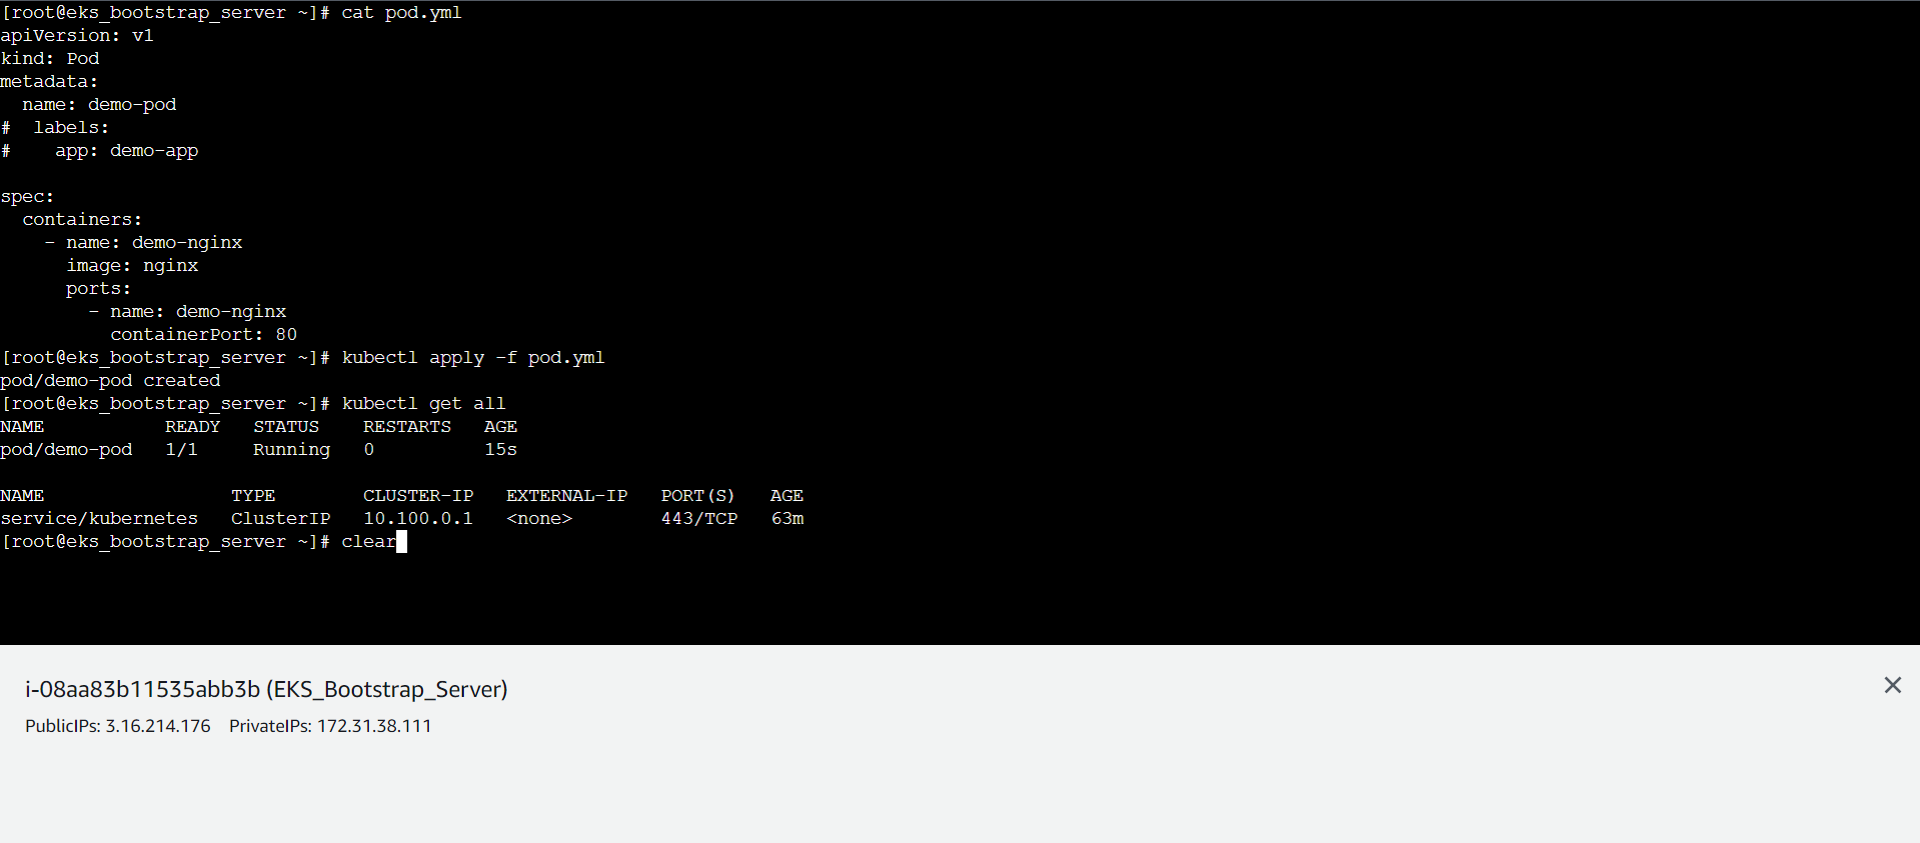 [root@eks_bootstrap_server ~]# cat pod.yml
apiVersion: v1
kind: Pod
metadata:
  name: demo-pod
#  labels:
#    app: demo-app

spec:
  containers:
    - name: demo-nginx
      image: nginx
      ports:
        - name: demo-nginx
          containerPort: 80
[root@eks_bootstrap_server ~]# kubectl apply -f pod.yml
pod/demo-pod created
[root@eks_bootstrap_server ~]# kubectl get all
NAME           READY   STATUS    RESTARTS   AGE
pod/demo-pod   1/1     Running   0          15s

NAME                 TYPE        CLUSTER-IP   EXTERNAL-IP   PORT(S)   AGE
service/kubernetes   ClusterIP   10.100.0.1   <none>        443/TCP   63m
[root@eks_bootstrap_server ~]# clear
i-08aa83b11535abb3b (EKS_Bootstrap_Server)
PublicIPs: 3.16.214.176 PrivateIPs: 172.31.38.111